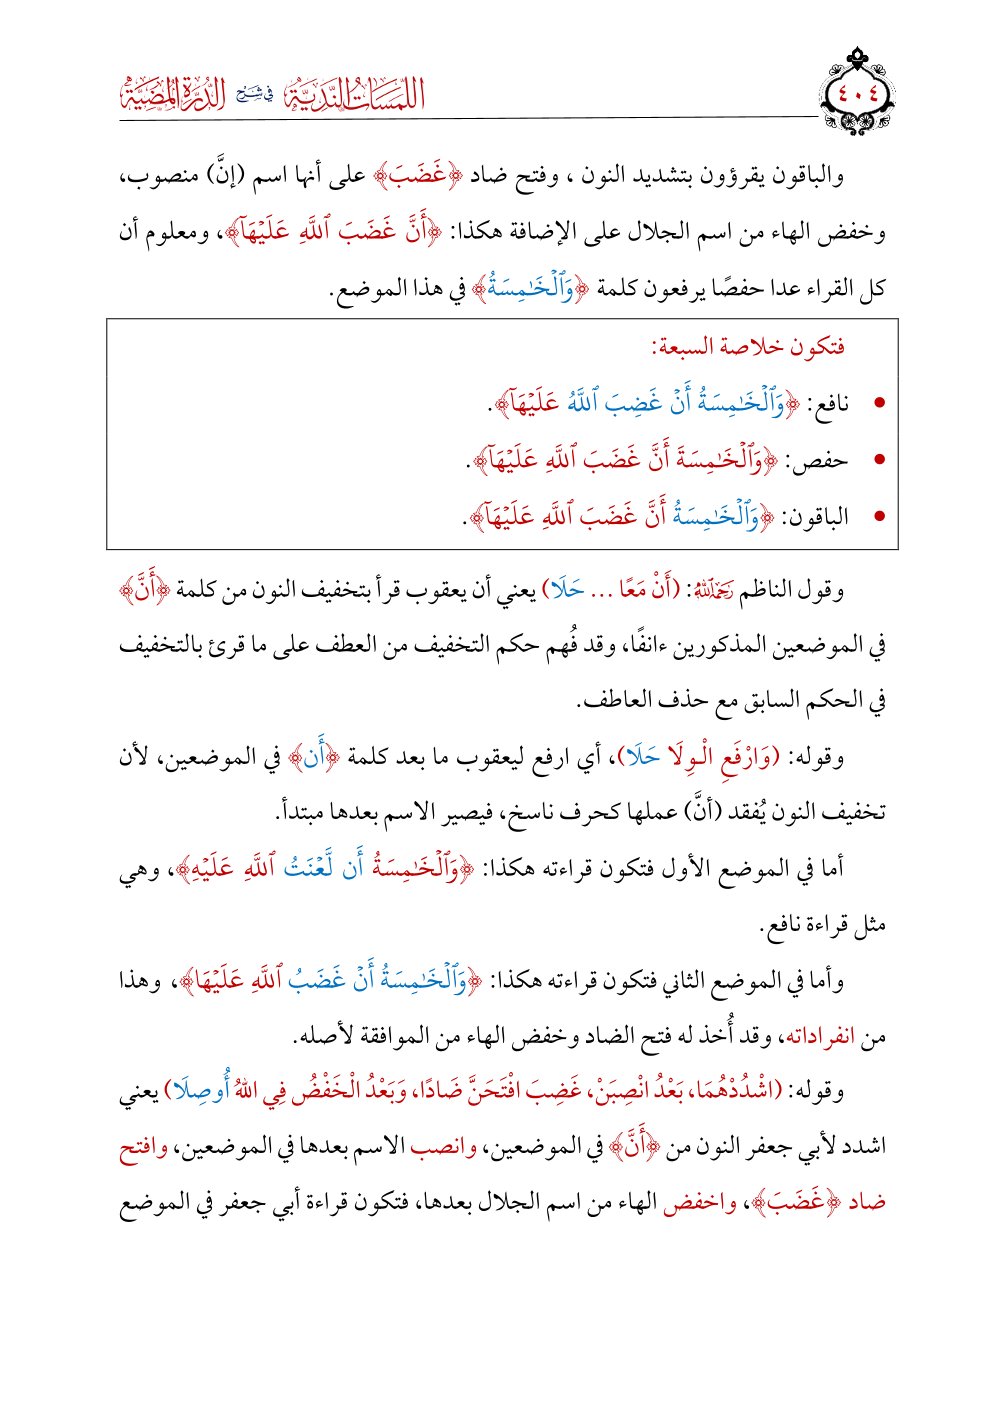 ٤٠٤
اللمسات الندية في شرح الدرة المضية
والباقون يقرؤون بتشديد النون ، وفتح ضاد ﴿غَضَبَ﴾ على أنها اسم (إنَّ) منصوب،
وخفض الهاء من اسم الجلال على الإضافة هكذا: ﴿أَنَّ غَضَبَ ٱللَّهِ عَلَيۡهَآ﴾، ومعلوم أن
كل القراء عدا حفصًا يرفعون كلمة ﴿وَٱلۡخَٰمِسَةُ﴾ في هذا الموضع.
فتكون خلاصة السبعة:
• نافع: ﴿وَٱلۡخَٰمِسَةُ أَنۡ غَضِبَ ٱللَّهُ عَلَيۡهَآ﴾.
• حفص: ﴿وَٱلۡخَٰمِسَةَ أَنَّ غَضَبَ ٱللَّهِ عَلَيۡهَآ﴾.
• الباقون: ﴿وَٱلۡخَٰمِسَةُ أَنَّ غَضَبَ ٱللَّهِ عَلَيۡهَآ﴾.
وقول الناظم رحمه الله: (أَنْ مَعًا ... حَلَا) يعني أن يعقوب قرأ بتخفيف النون من كلمة ﴿أَنَّ﴾
في الموضعين المذكورين ءانفًا، وقد فُهم حكم التخفيف من العطف على ما قرئ بالتخفيف
في الحكم السابق مع حذف العاطف.
وقوله: (وَارْفَعِ الْوِلَا حَلَا)، أي ارفع ليعقوب ما بعد كلمة ﴿أَن﴾ في الموضعين، لأن
تخفيف النون يُفقد (أنَّ) عملها كحرف ناسخ، فيصير الاسم بعدها مبتدأ.
أما في الموضع الأول فتكون قراءته هكذا: ﴿وَٱلۡخَٰمِسَةُ أَن لَّعۡنَتُ ٱللَّهِ عَلَيۡهِ﴾، وهي
مثل قراءة نافع.
وأما في الموضع الثاني فتكون قراءته هكذا: ﴿وَٱلۡخَٰمِسَةُ أَنۡ غَضَبُ ٱللَّهِ عَلَيۡهَا﴾، وهذا
من انفراداته، وقد أُخذ له فتح الضاد وخفض الهاء من الموافقة لأصله.
وقوله: (اشْدُدْهُمَا، بَعْدُ انْصِبَنْ، غَضِبَ افْتَحَنَّ ضَادًا، وَبَعْدُ الْخَفْضُ فِي اللهُ أُوصِلَا) يعني
اشدد لأبي جعفر النون من ﴿أَنَّ﴾ في الموضعين، وانصب الاسم بعدها في الموضعين، وافتح
ضاد ﴿غَضَبَ﴾، واخفض الهاء من اسم الجلال بعدها، فتكون قراءة أبي جعفر في الموضع